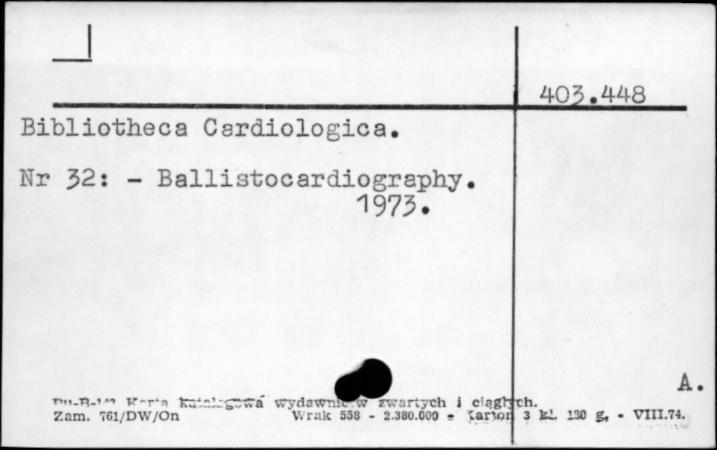 403.448
Bibliotheca Cardiologica.
Nr 32: - Ballistocardiography.
1973.
A.
Karta katalogowa wydawnictw zwartych i ciągłych.
Zam. 761/DW/On Wrak 558 - 2.380.000 - Karton 3 kl. 130 g, - VIII.74.